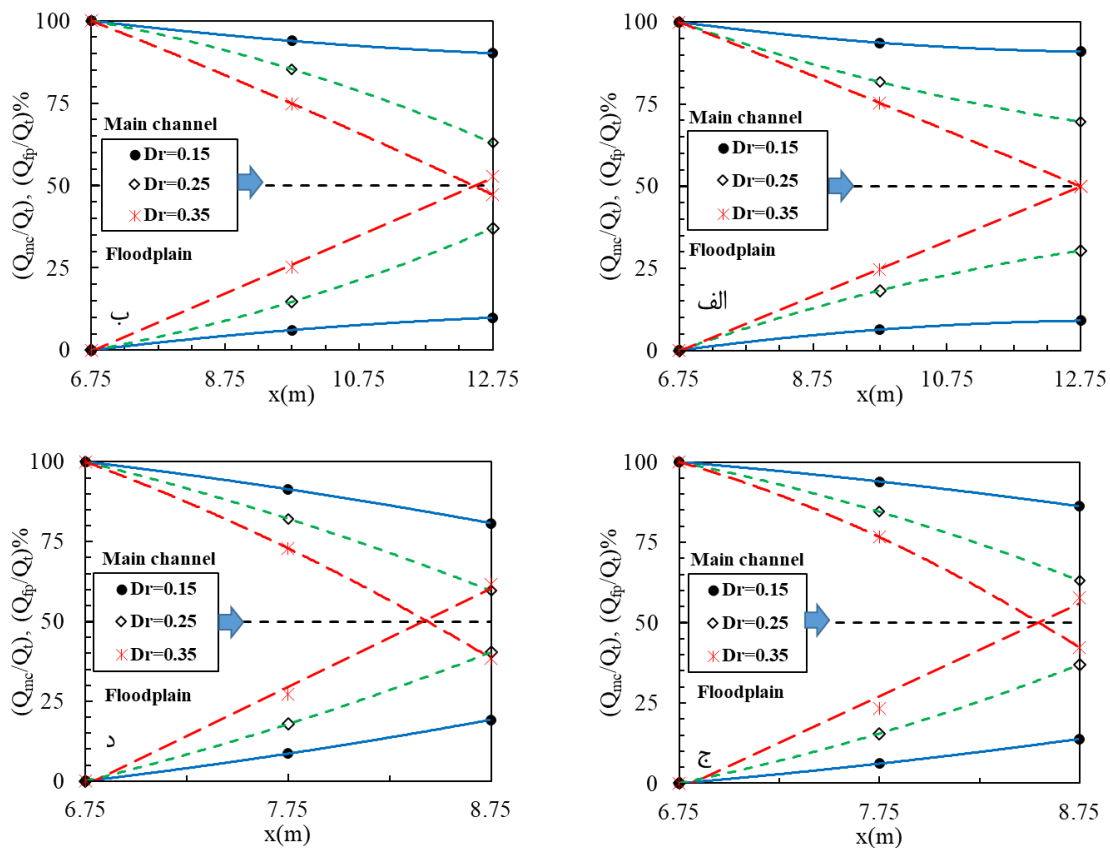 (Q_mc/Q_t), (Q_fp/Q_t)%
100
75
50
25
0
Main channel
Dr=0.15
Dr=0.25
Dr=0.35
Floodplain
ب
6.75 8.75 10.75 12.75
x(m)
(Q_mc/Q_t), (Q_fp/Q_t)%
100
75
50
25
0
Main channel
Dr=0.15
Dr=0.25
Dr=0.35
Floodplain
الف
6.75 8.75 10.75 12.75
x(m)
(Q_mc/Q_t), (Q_fp/Q_t)%
100
75
50
25
0
Main channel
Dr=0.15
Dr=0.25
Dr=0.35
Floodplain
د
6.75 7.75 8.75
x(m)
(Q_mc/Q_t), (Q_fp/Q_t)%
100
75
50
25
0
Main channel
Dr=0.15
Dr=0.25
Dr=0.35
Floodplain
ج
6.75 7.75 8.75
x(m)